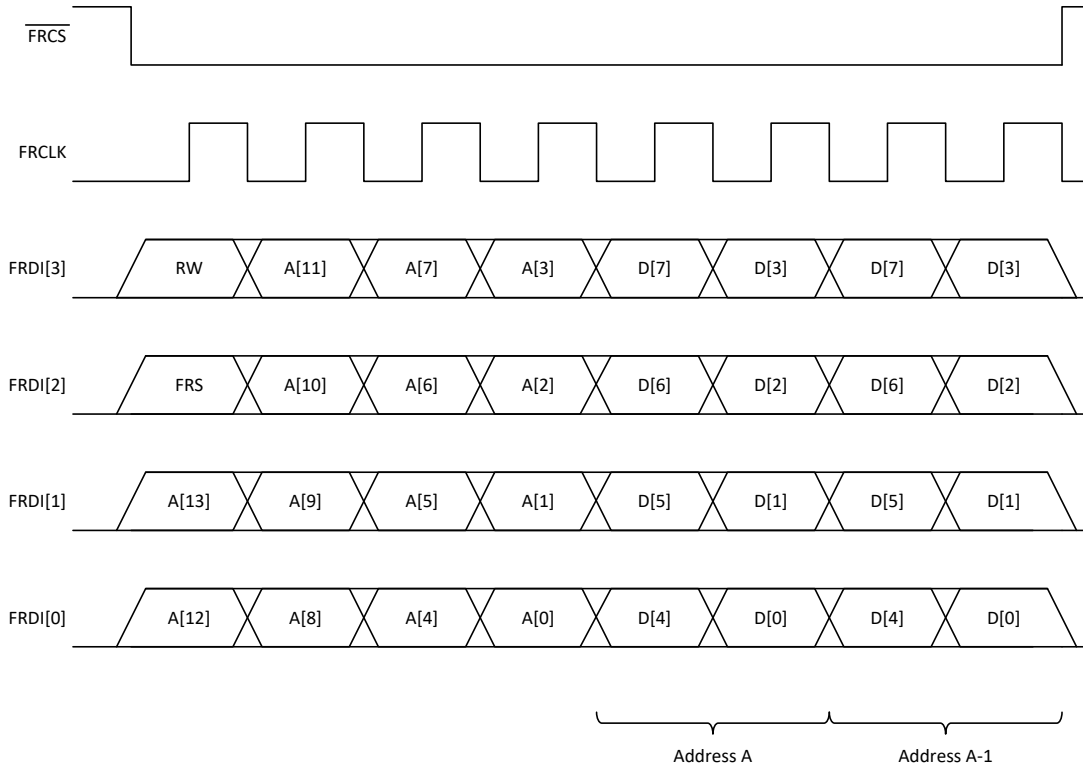 FRCS
FRCLK
FRDI[3] RW A[11] A[7] A[3] D[7] D[3] D[7] D[3]
FRDI[2] FRS A[10] A[6] A[2] D[6] D[2] D[6] D[2]
FRDI[1] A[13] A[9] A[5] A[1] D[5] D[1] D[5] D[1]
FRDI[0] A[12] A[8] A[4] A[0] D[4] D[0] D[4] D[0]
Address A Address A-1